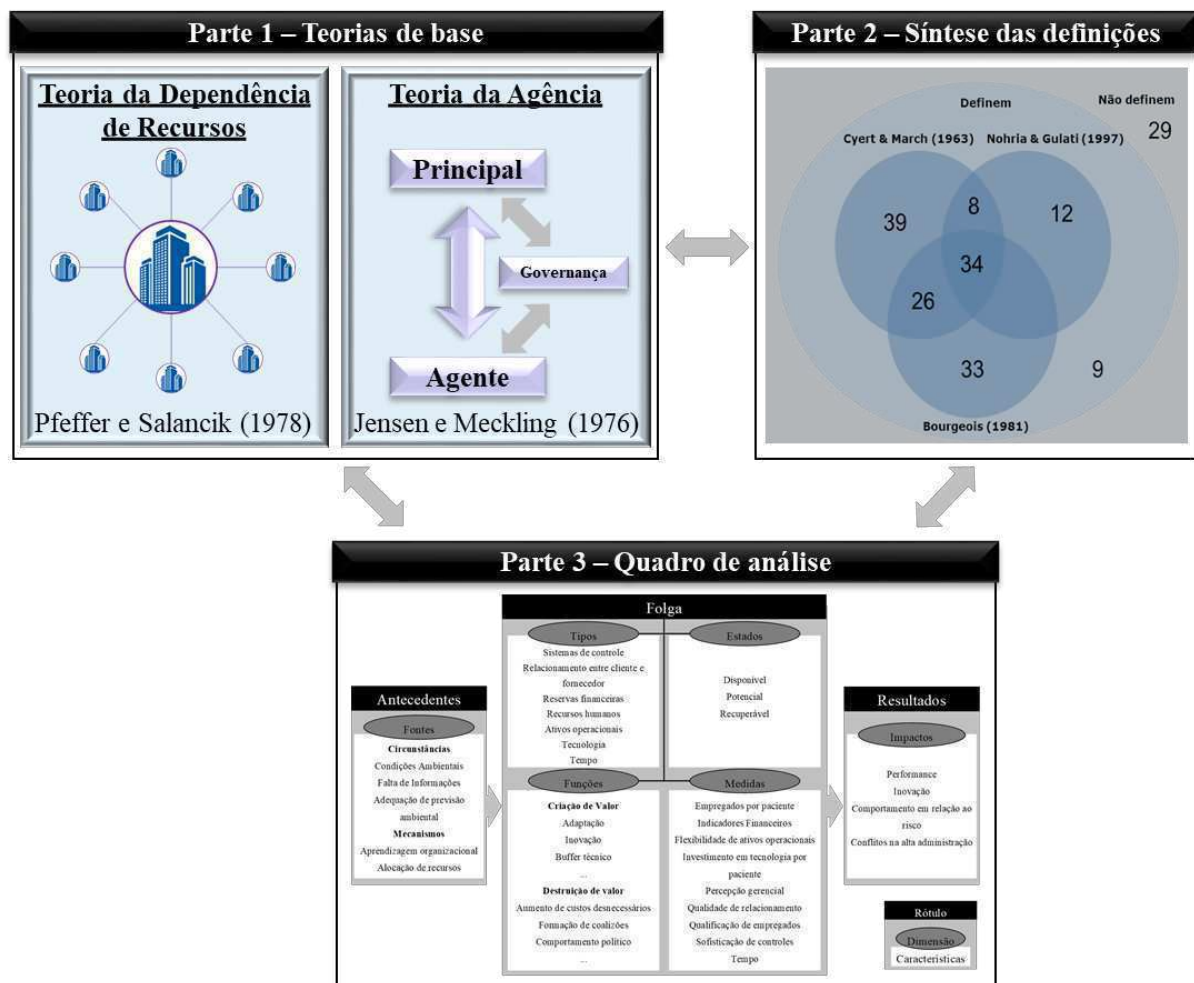 Parte 1 – Teorias de base
Teoria da Dependência
de Recursos
Pfeffer e Salancik (1978)
Teoria da Agência
Principal
Governança
Agente
Jensen e Meckling (1976)
Parte 2 – Síntese das definições
Definem
Não definem
29
Cyert & March (1963)
Nohria & Gulati (1997)
39
8
12
34
26
33
9
Bourgeois (1981)
Parte 3 – Quadro de análise
Antecedentes
Fontes
Circunstâncias
Condições Ambientais
Falta de Informações
Adequação de previsão
ambiental
Mecanismos
Aprendizagem organizacional
Alocação de recursos
Folga
Tipos
Sistemas de controle
Relacionamento entre cliente e
fornecedor
Reservas financeiras
Recursos humanos
Ativos operacionais
Tecnologia
Tempo
Estados
Disponível
Potencial
Recuperável
Funções
Criação de Valor
Adaptação
Inovação
Buffer técnico
...
Destruição de valor
Aumento de custos desnecessários
Formação de coalizões
Comportamento político
...
Medidas
Empregados por paciente
Indicadores Financeiros
Flexibilidade de ativos operacionais
Investimento em tecnologia por
paciente
Percepção gerencial
Qualidade de relacionamento
Qualificação de empregados
Sofisticação de controles
Tempo
Resultados
Impactos
Performance
Inovação
Comportamento em relação ao
risco
Conflitos na alta administração
Rótulo
Dimensão
Características